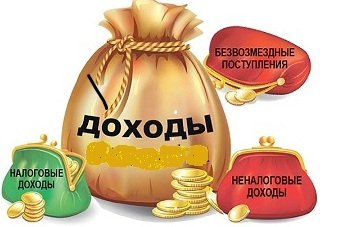 БЕЗВОЗМЕЗДНЫЕ
ПОСТУПЛЕНИЯ
ДОХОДЫ
НАЛОГОВЫЕ
ДОХОДЫ
НЕНАЛОГОВЫЕ
ДОХОДЫ